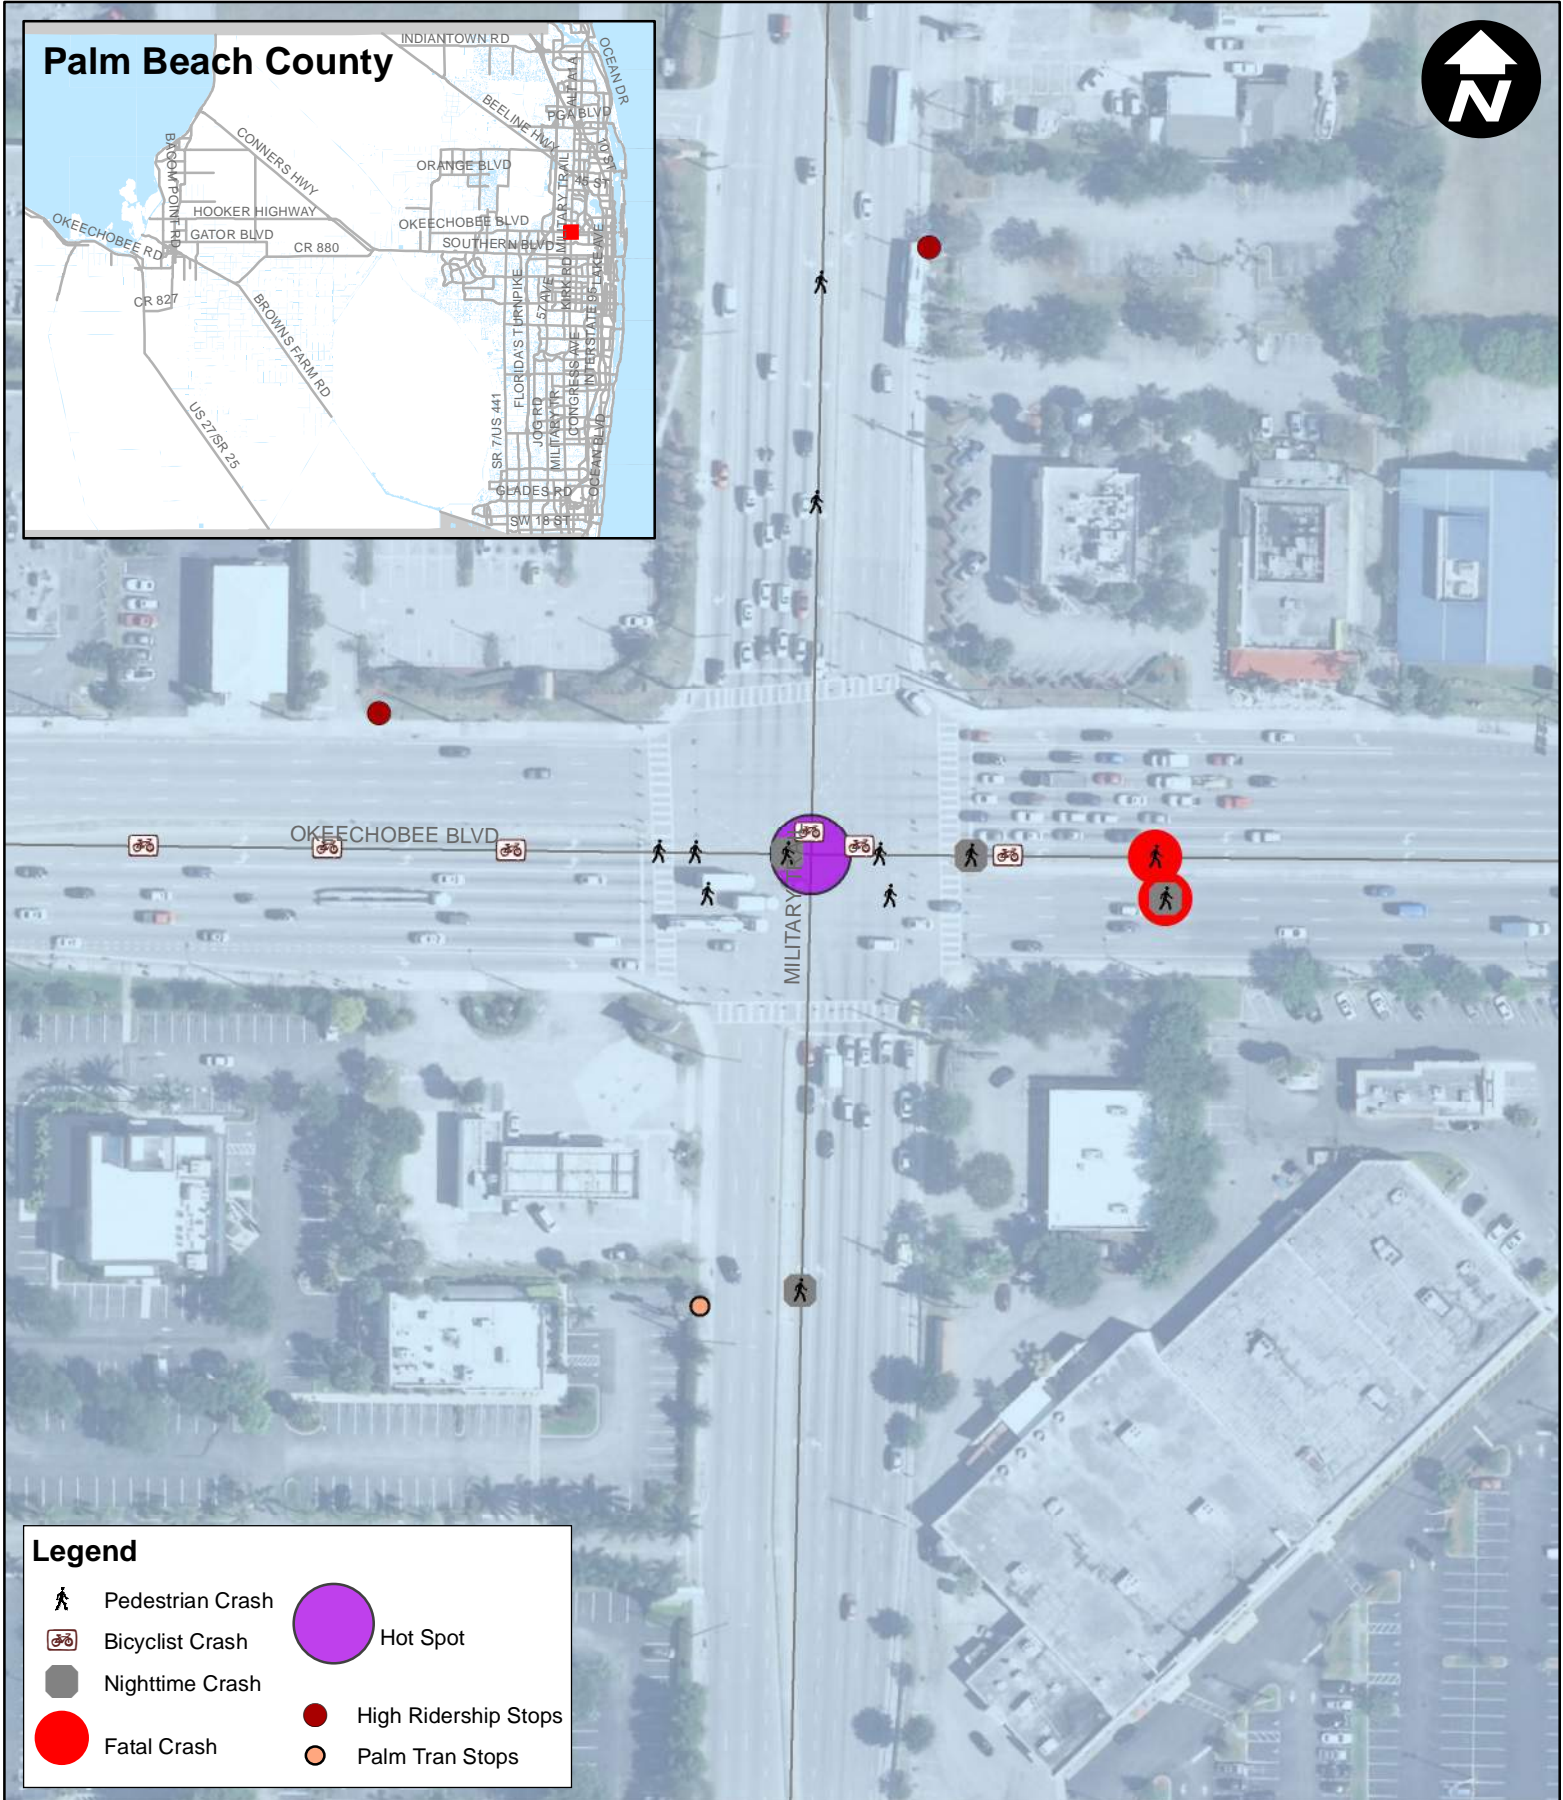 Palm Beach County
INDIANTOWN RD
OCEAN DR
ALT A1A
BEELINE HWY
PGA BLVD
BACOM POINT RD
CONNERS HWY
ORANGE BLVD
MILITARY TRAIL
10 ST
45 ST
HOOKER HIGHWAY
OKEECHOBEE BLVD
OKEECHOBEE RD
GATOR BLVD
CR 880
SOUTHERN BLVD
LAKE AVE
KIRK RD
57 AVE
CR 827
BROWNS FARM RD
FLORIDA'S TURNPIKE
INTERSTATE 95
CONGRESS AVE
US 27/SR 25
SR 7/US 441
JOG RD
MILITARY TR
OCEAN BLVD
GLADES RD
SW 18 ST
N
OKEECHOBEE BLVD
MILITARY
Legend
Pedestrian Crash
Bicyclist Crash
Hot Spot
Nighttime Crash
High Ridership Stops
Fatal Crash
Palm Tran Stops